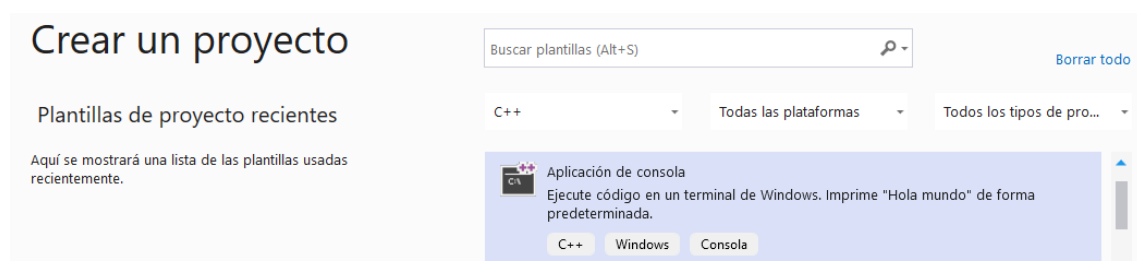 Crear un proyecto
Buscar plantillas (Alt+S)
Borrar todo
Plantillas de proyecto recientes
C++
Todas las plataformas
Todos los tipos de pro...
Aquí se mostrará una lista de las plantillas usadas
recientemente.
C:\
Aplicación de consola
Ejecute código en un terminal de Windows. Imprime "Hola mundo" de forma
predeterminada.
C++
Windows
Consola